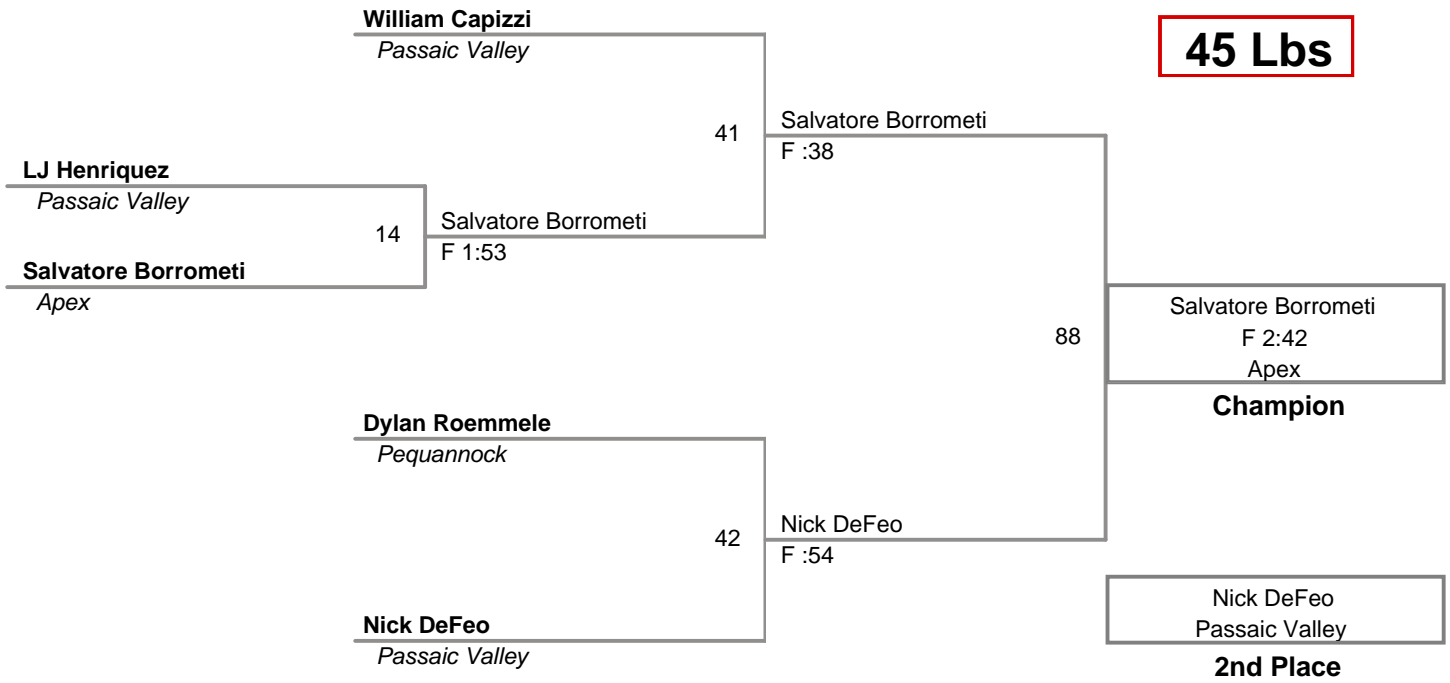 William Capizzi
Passaic Valley
45 Lbs
41
Salvatore Borrometi
F :38
LJ Henriquez
Passaic Valley
14
Salvatore Borrometi
F 1:53
Salvatore Borrometi
Apex
88
Salvatore Borrometi
F 2:42
Apex
Champion
Dylan Roemmele
Pequannock
42
Nick DeFeo
F :54
Nick DeFeo
Passaic Valley
Nick DeFeo
Passaic Valley
2nd Place